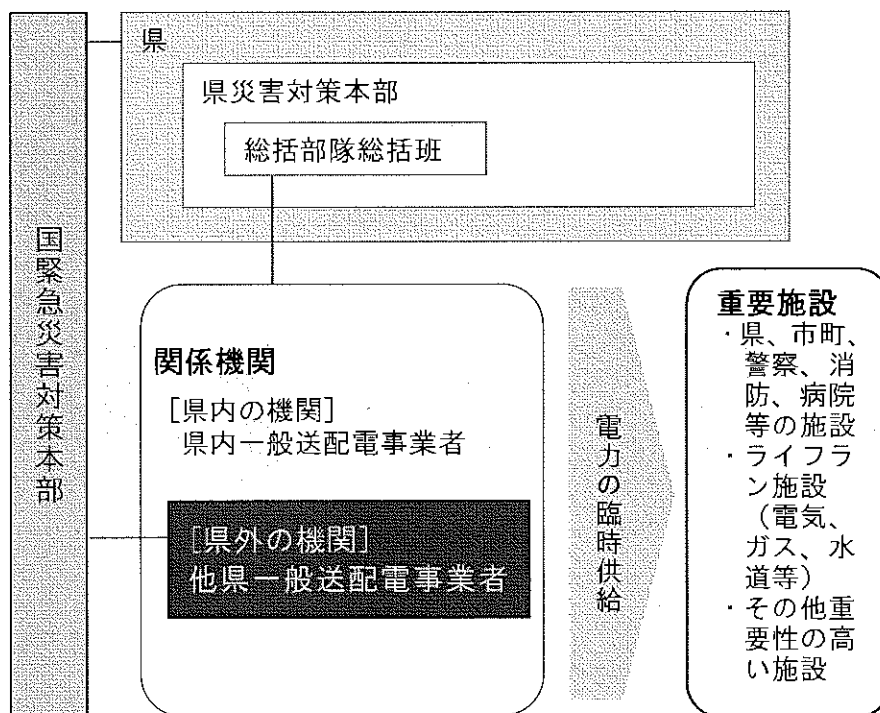 国緊急災害対策本部
県
県災害対策本部
総括部隊総括班
関係機関
[県内の機関]
県内一般送配電事業者
[県外の機関]
他県一般送配電事業者
電力の臨時供給
重要施設
・県、市町、
警察、消
防、病院
等の施設
・ライフラ
ン施設
（電気、
ガス、水
道等）
・その他重
要性の高
い施設